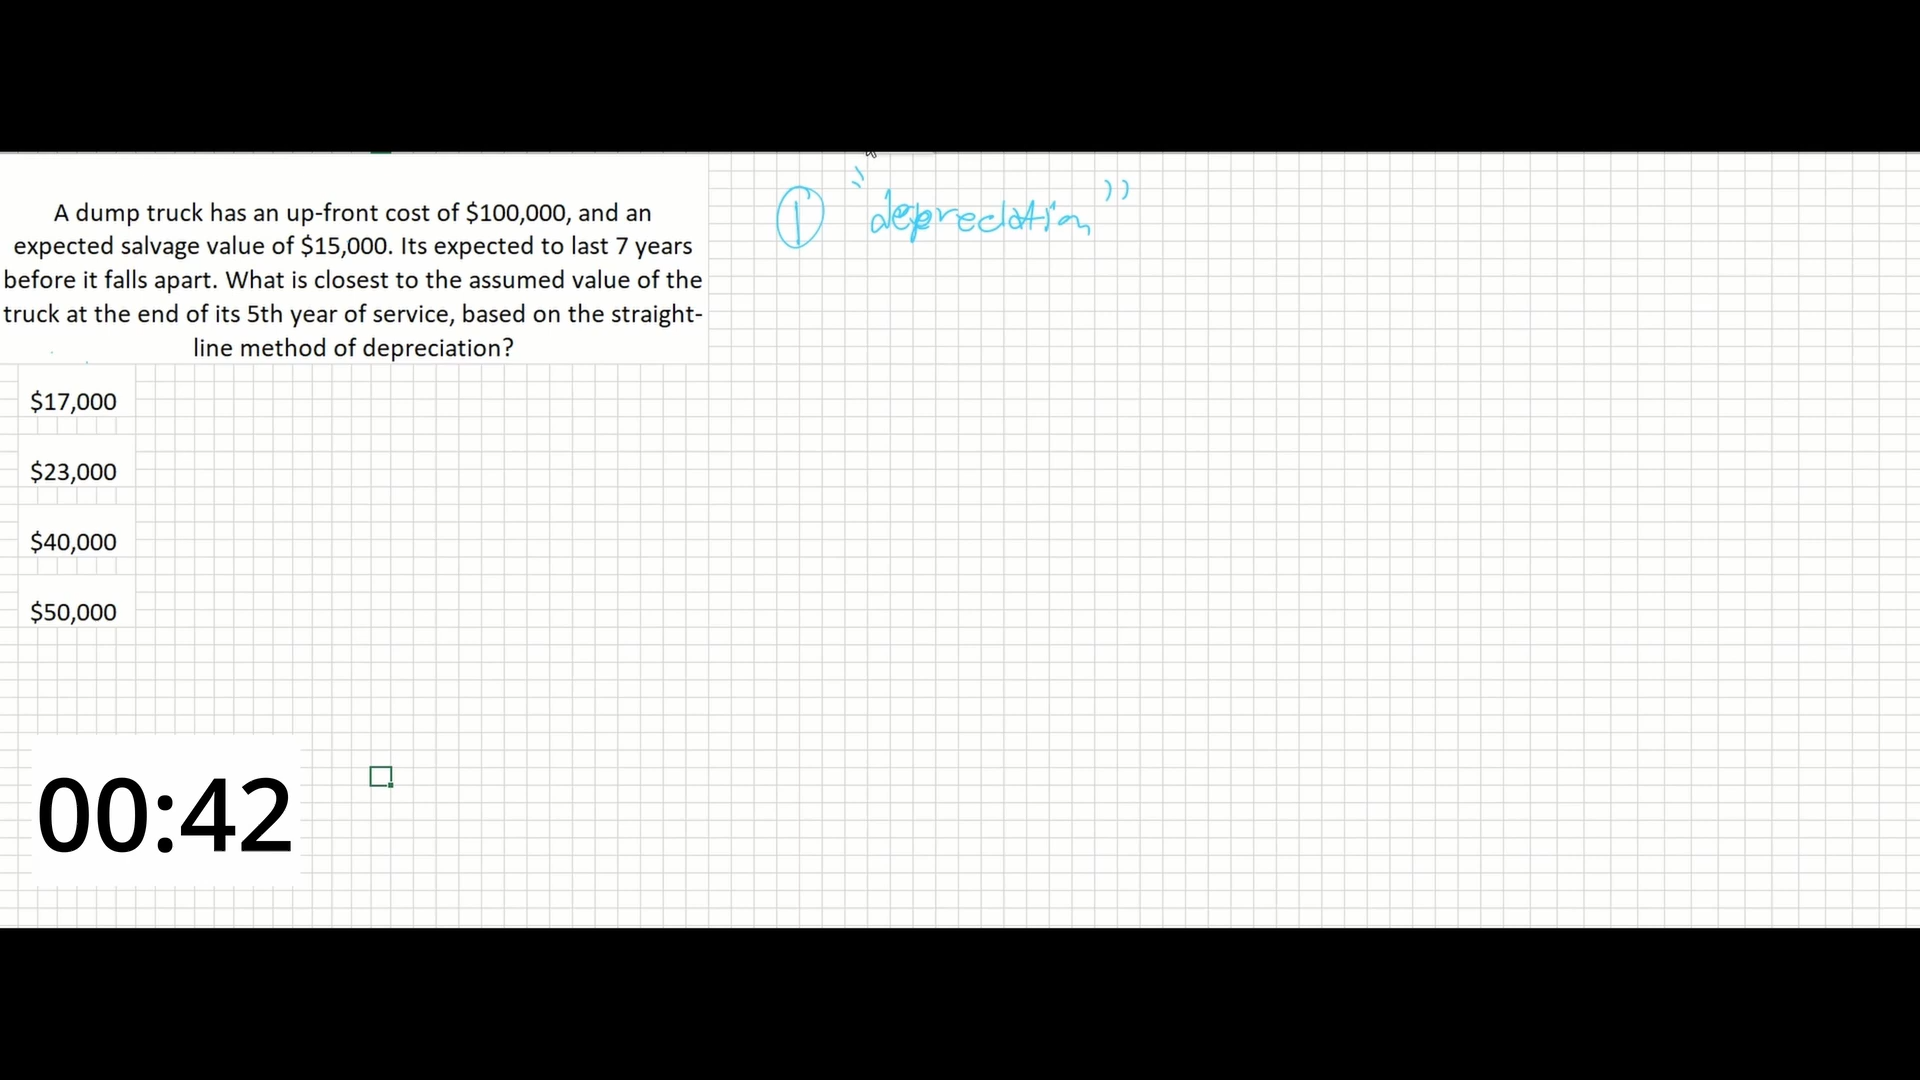 A dump truck has an up-front cost of $100,000, and an
expected salvage value of $15,000. Its expected to last 7 years
before it falls apart. What is closest to the assumed value of the
truck at the end of its 5th year of service, based on the straight-
line method of depreciation?
$17,000
$23,000
$40,000
$50,000
00:42
① "depreciation"